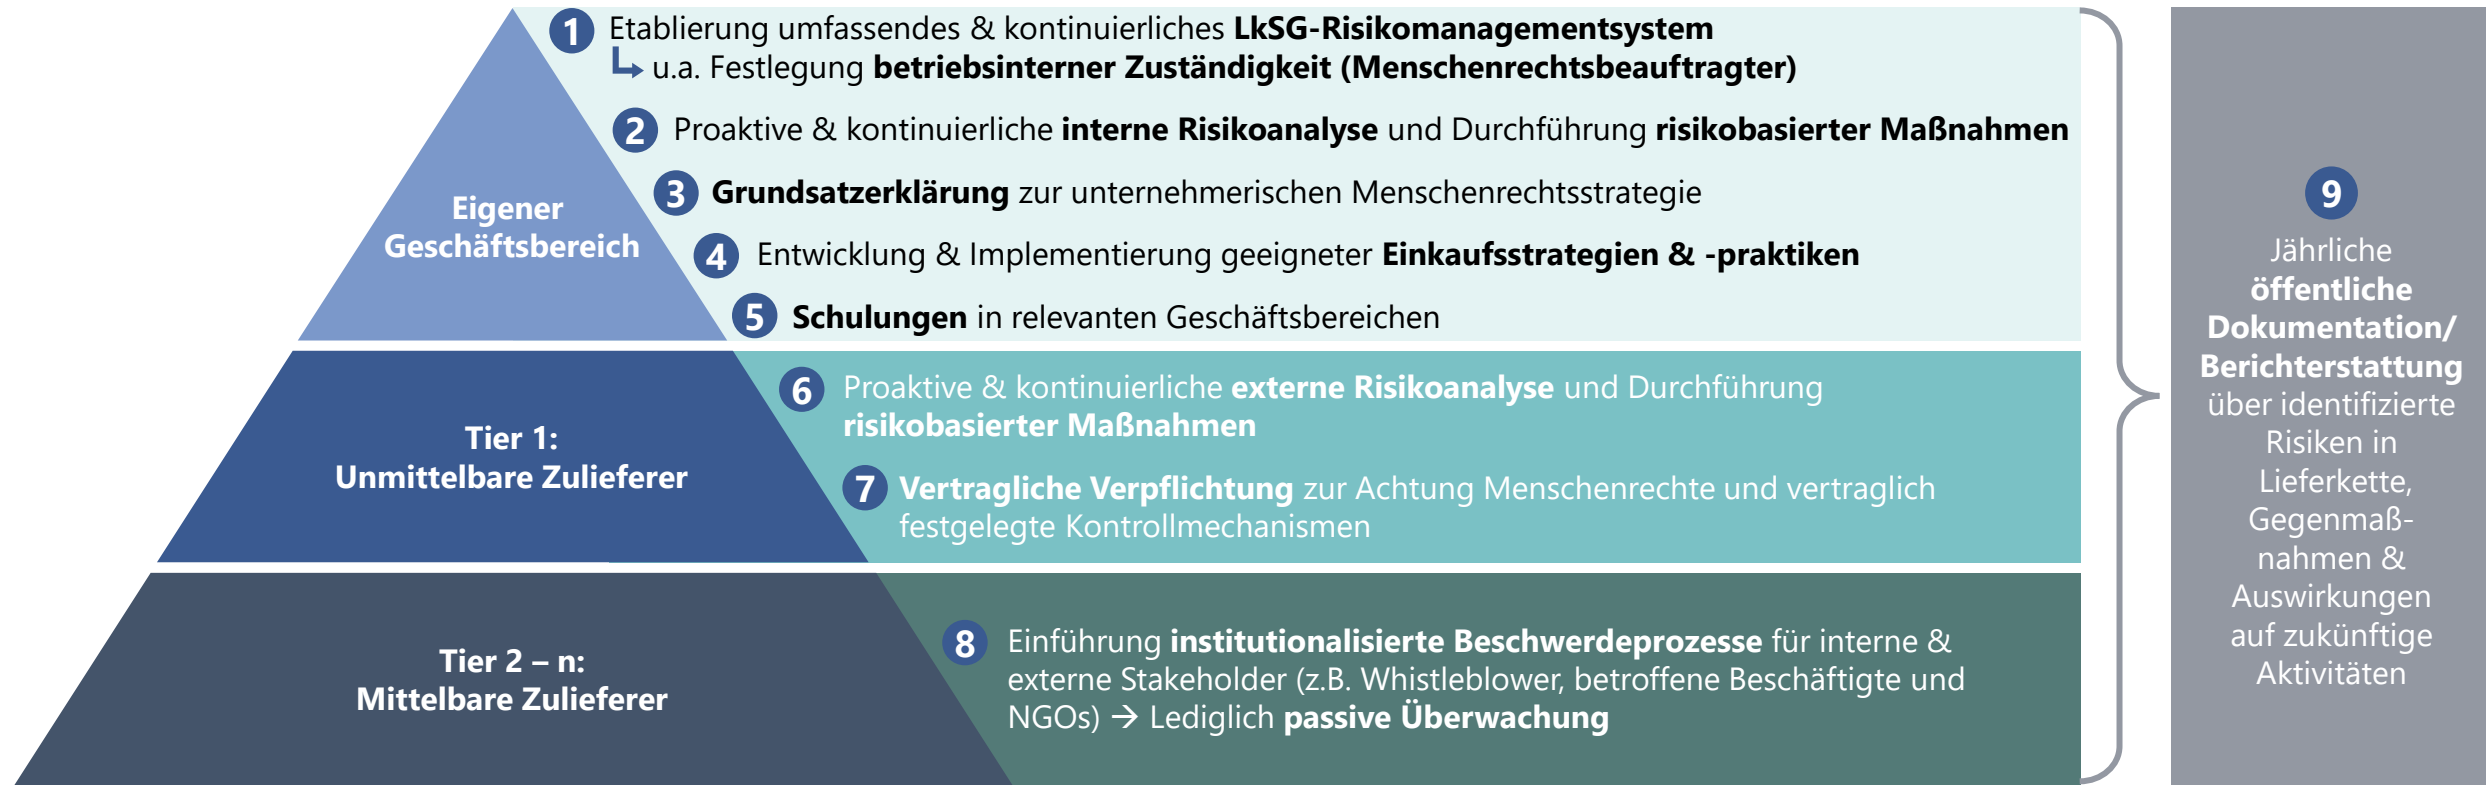 1 Etablierung umfassendes & kontinuierliches LkSG-Risikomanagementsystem
u.a. Festlegung betriebsinterner Zuständigkeit (Menschenrechtsbeauftragter)
2 Proaktive & kontinuierliche interne Risikoanalyse und Durchführung risikobasierter Maßnahmen
3 Grundsatzerklärung zur unternehmerischen Menschenrechtsstrategie
Eigener
Geschäftsbereich
4 Entwicklung & Implementierung geeigneter Einkaufsstrategien & -praktiken
5 Schulungen in relevanten Geschäftsbereichen
Tier 1:
Unmittelbare Zulieferer
6 Proaktive & kontinuierliche externe Risikoanalyse und Durchführung
risikobasierter Maßnahmen
7 Vertragliche Verpflichtung zur Achtung Menschenrechte und vertraglich
festgelegte Kontrollmechanismen
Tier 2 – n:
Mittelbare Zulieferer
8 Einführung institutionalisierte Beschwerdeprozesse für interne &
externe Stakeholder (z.B. Whistleblower, betroffene Beschäftigte und
NGOs) → Lediglich passive Überwachung
9
Jährliche
öffentliche
Dokumentation/
Berichterstattung
über identifizierte
Risiken in
Lieferkette,
Gegenmaß-
nahmen &
Auswirkungen
auf zukünftige
Aktivitäten